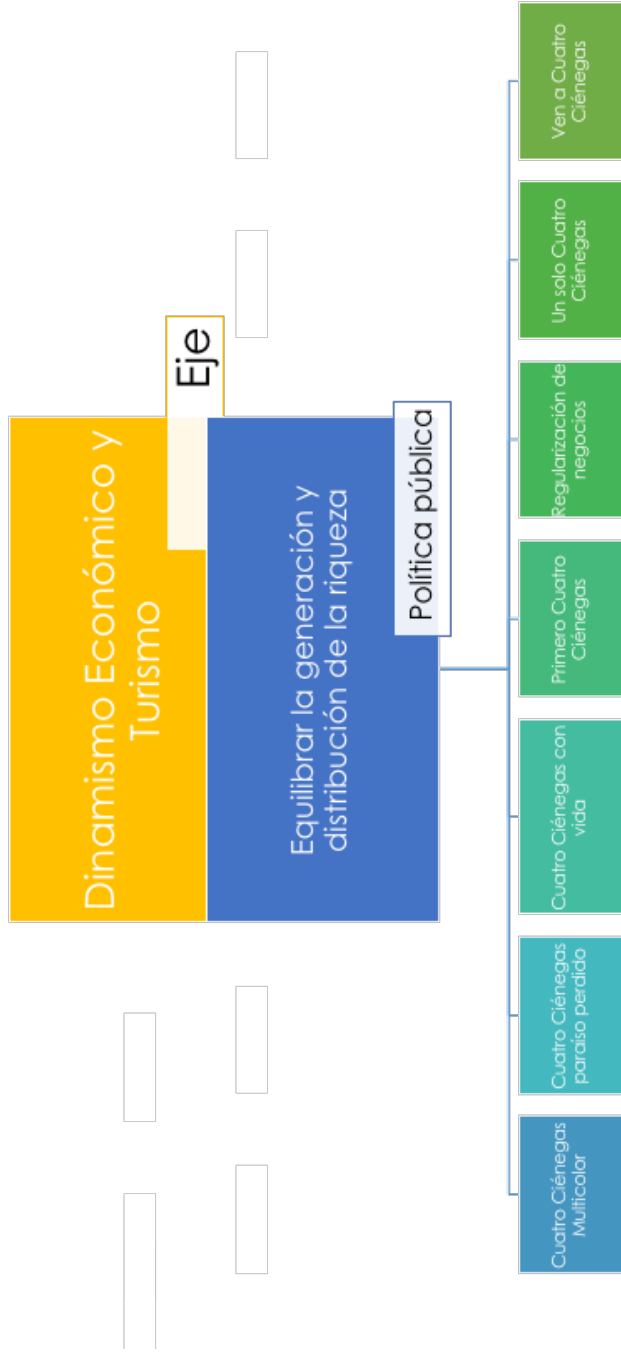 Dinamismo Económico y
Turismo
Eje
Equilibrar la generación y
distribución de la riqueza
Política pública
Cuatro Ciénegas
Multicolor
Cuatro Ciénegas
paraíso perdido
Cuatro Ciénegas con
vida
Primero Cuatro
Ciénegas
Regularización de
negocios
Un solo Cuatro
Ciénegas
Ven a Cuatro
Ciénegas